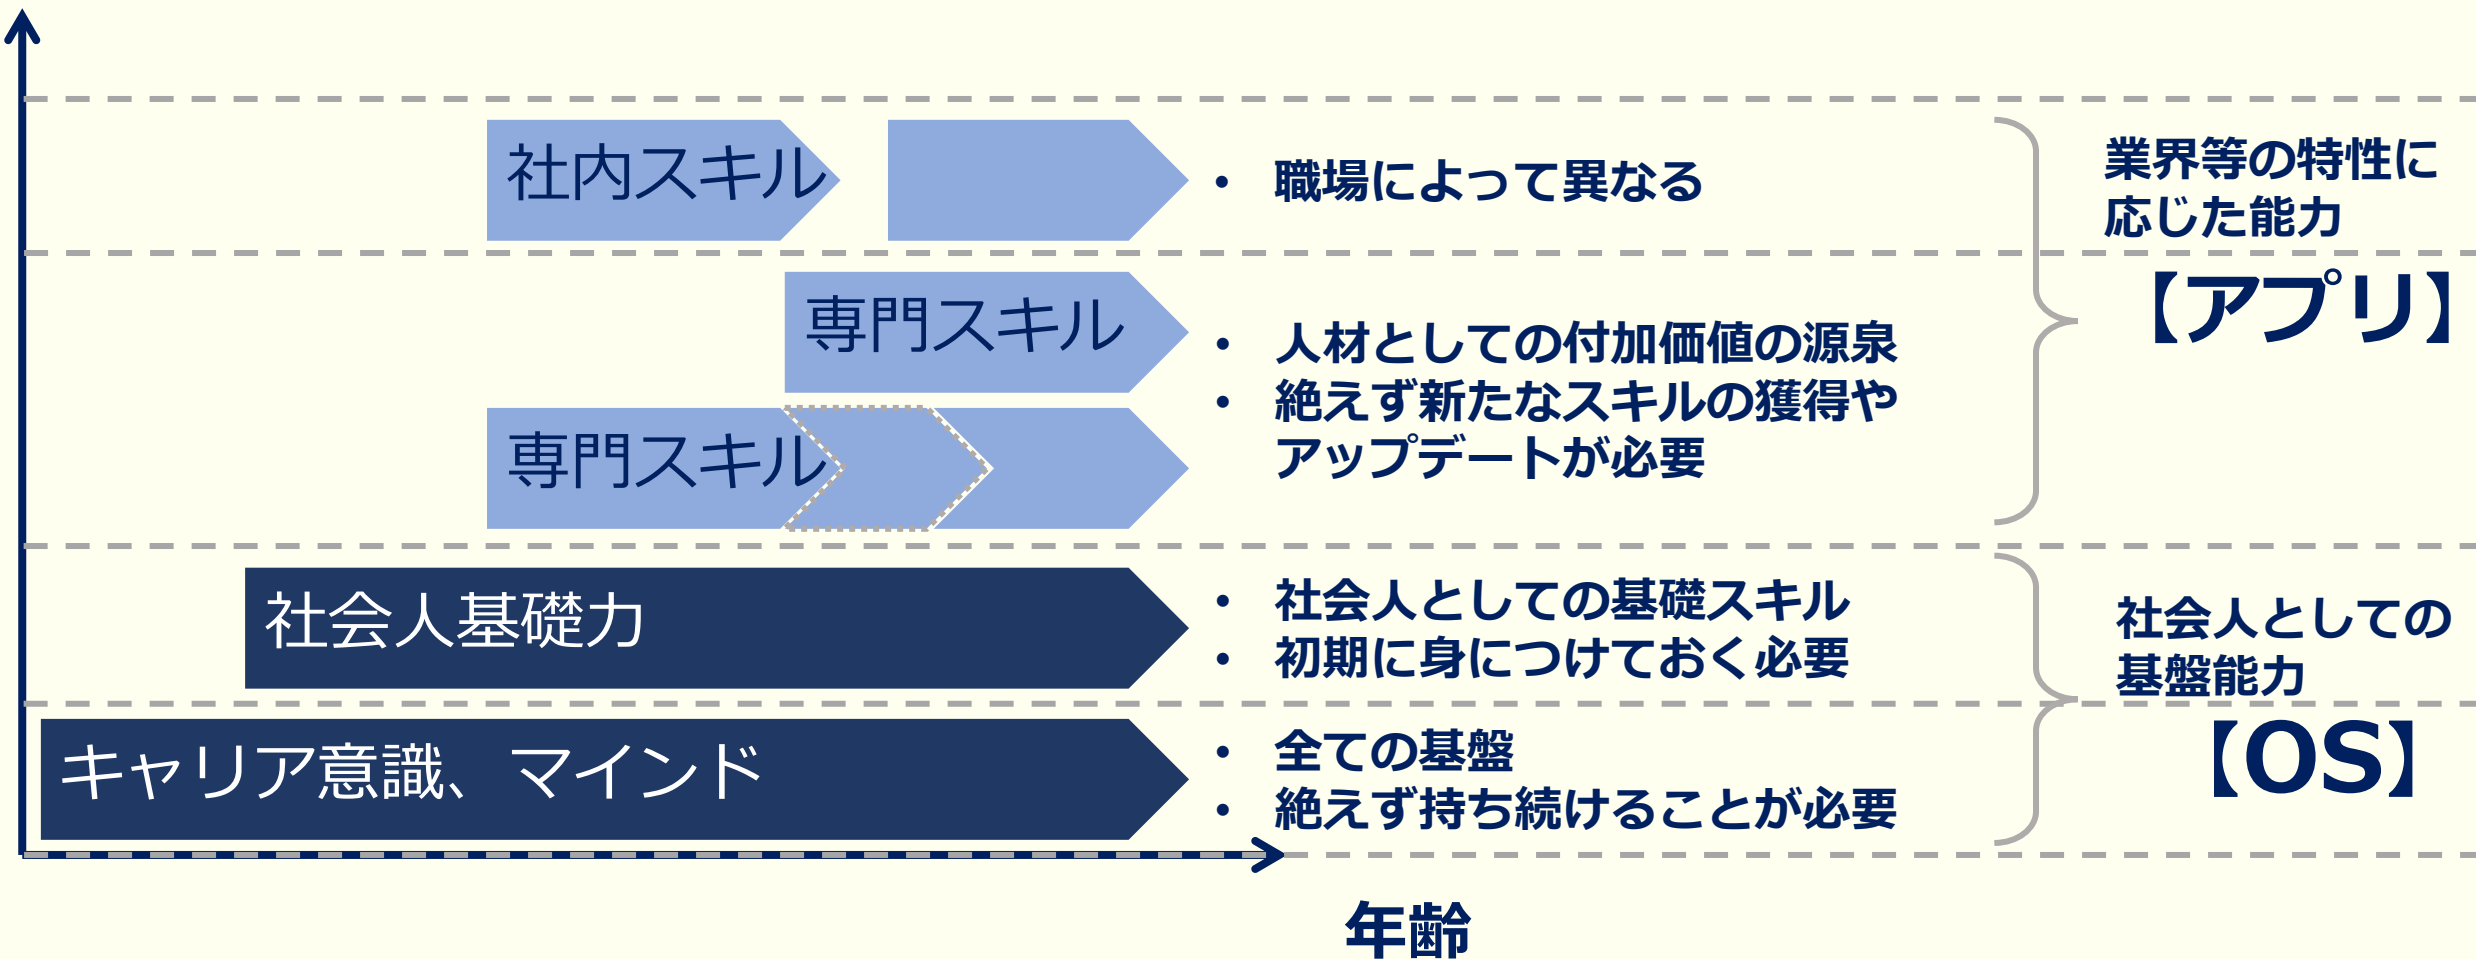 社内スキル
• 職場によって異なる
業界等の特性に
応じた能力
【アプリ】
専門スキル
専門スキル
• 人材としての付加価値の源泉
• 絶えず新たなスキルの獲得や
アップデートが必要
社会人基礎力
• 社会人としての基礎スキル
• 初期に身につけておく必要
社会人としての
基盤能力
【OS】
キャリア意識、マインド
• 全ての基盤
• 絶えず持ち続けることが必要
年齢